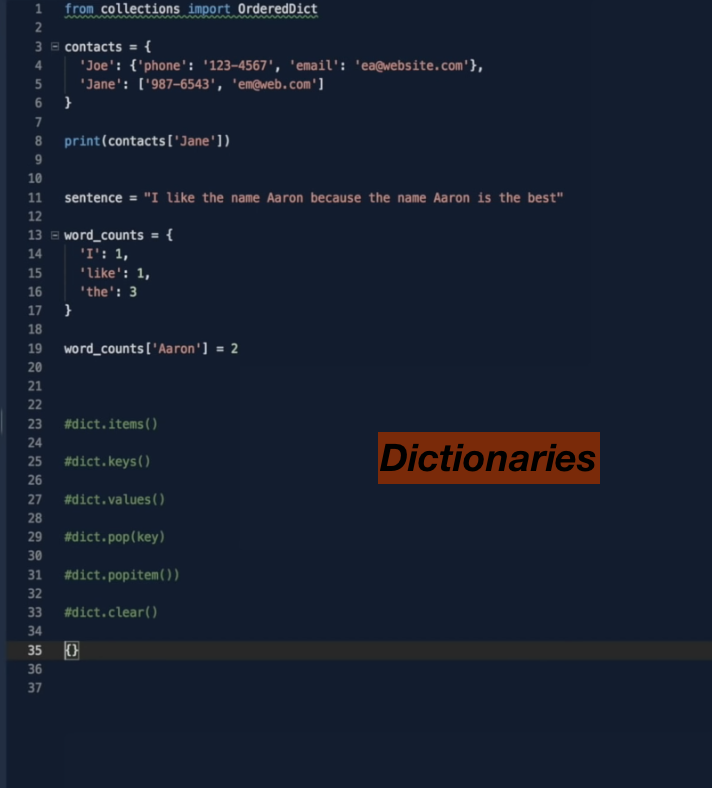 1 from collections import OrderedDict
2
3 contacts = {
4 'Joe': {'phone': '123-4567', 'email': 'ea@website.com'},
5 'Jane': ['987-6543', 'em@web.com']
6 }
7
8 print(contacts['Jane'])
9
10
11 sentence = "I like the name Aaron because the name Aaron is the best"
12
13 word_counts = {
14 'I': 1,
15 'like': 1,
16 'the': 3
17 }
18
19 word_counts['Aaron'] = 2
20
21
22
23 #dict.items()
24
25 #dict.keys()
Dictionaries
26
27 #dict.values()
28
29 #dict.pop(key)
30
31 #dict.popitem())
32
33 #dict.clear()
34
35 {}
36
37